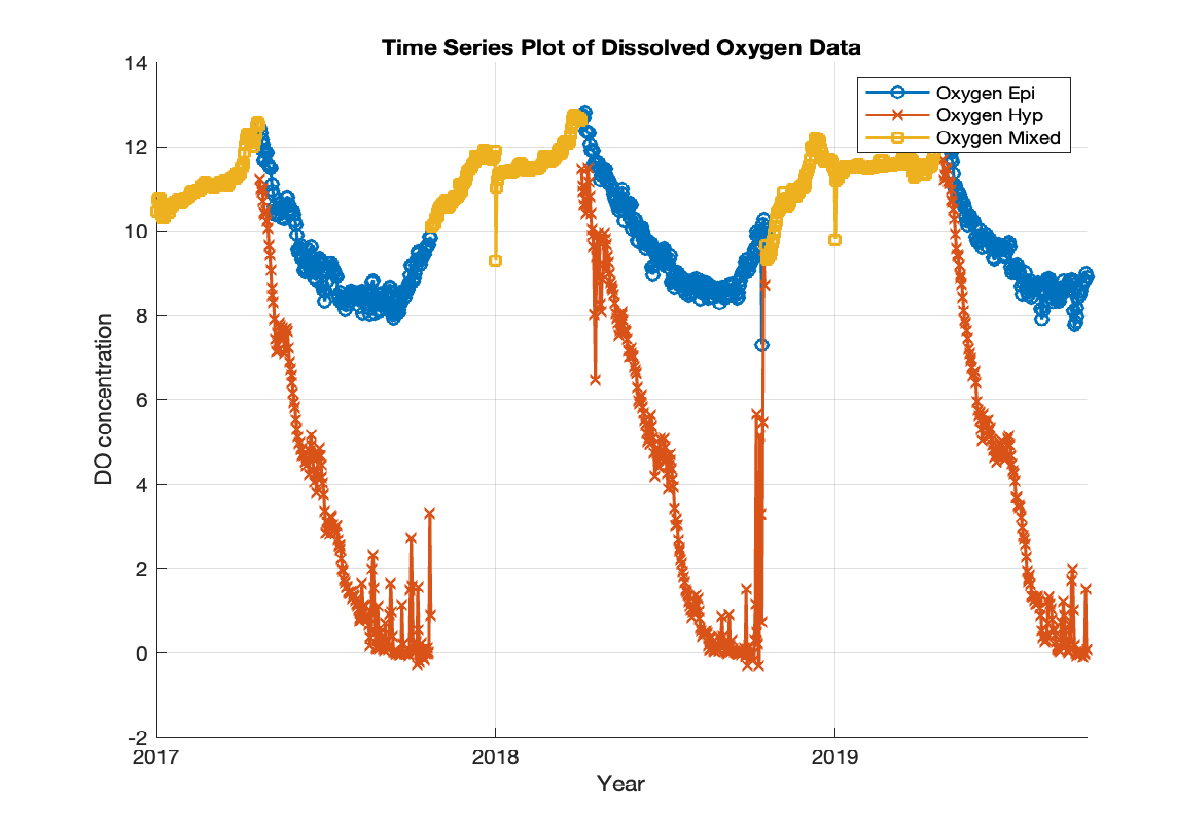 Time Series Plot of Dissolved Oxygen Data
14
12
10
8
6
4
2
0
-2
DO concentration
2017
2018
2019
Year
Oxygen Epi
Oxygen Hyp
Oxygen Mixed